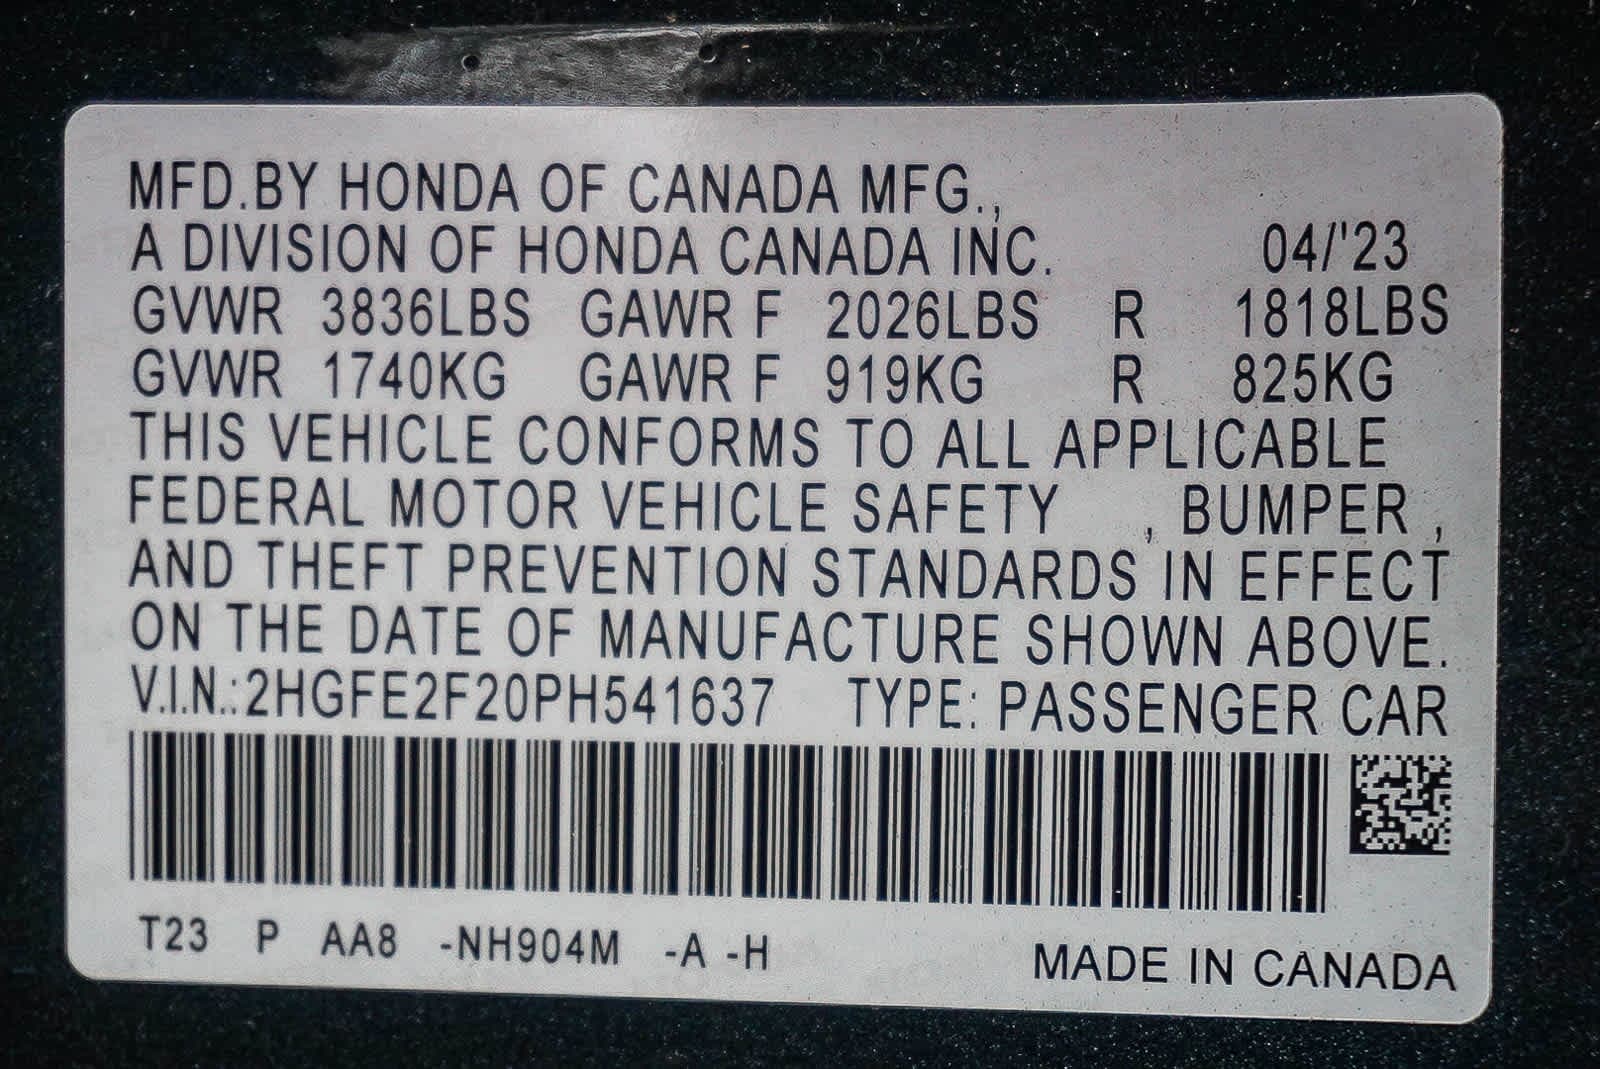 MFD.BY HONDA OF CANADA MFG.,
A DIVISION OF HONDA CANADA INC. 04/'23
GVWR 3836LBS GAWR F 2026LBS R 1818LBS
GVWR 1740KG GAWR F 919KG R 825KG
THIS VEHICLE CONFORMS TO ALL APPLICABLE
FEDERAL MOTOR VEHICLE SAFETY , BUMPER ,
AND THEFT PREVENTION STANDARDS IN EFFECT
ON THE DATE OF MANUFACTURE SHOWN ABOVE.
V.I.N.:2HGFE2F20PH541637 TYPE: PASSENGER CAR
T23 P AA8 -NH904M -A -H MADE IN CANADA